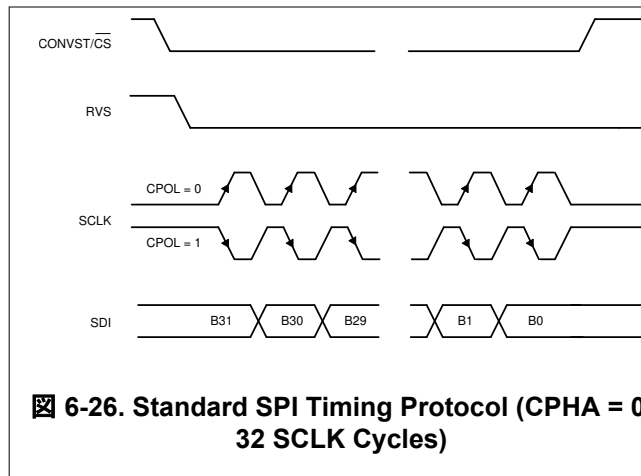 CONVST/CS
RVS
CPOL = 0
SCLK
CPOL = 1
SDI
B31 B30 B29 B1 B0
図 6-26. Standard SPI Timing Protocol (CPHA = 0
32 SCLK Cycles)